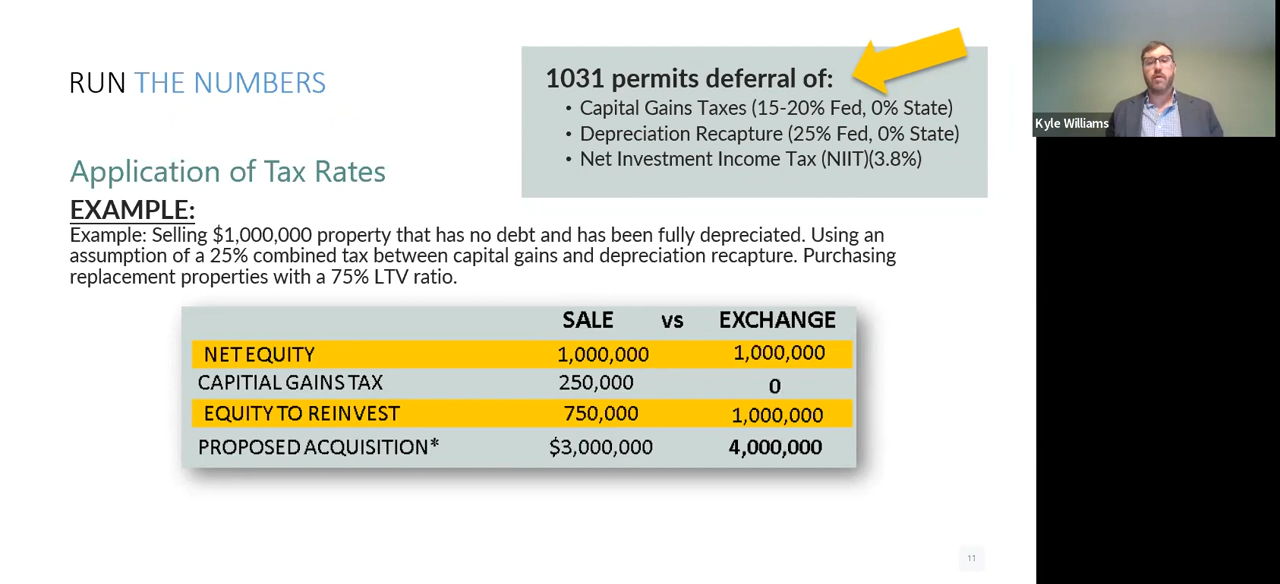 RUN THE NUMBERS
1031 permits deferral of:
• Capital Gains Taxes (15-20% Fed, 0% State)
• Depreciation Recapture (25% Fed, 0% State)
• Net Investment Income Tax (NIIT)(3.8%)
Kyle Williams
Application of Tax Rates
EXAMPLE:
Example: Selling $1,000,000 property that has no debt and has been fully depreciated. Using an
assumption of a 25% combined tax between capital gains and depreciation recapture. Purchasing
replacement properties with a 75% LTV ratio.
SALE vs EXCHANGE
NET EQUITY 1,000,000 1,000,000
CAPITIAL GAINS TAX 250,000 0
EQUITY TO REINVEST 750,000 1,000,000
PROPOSED ACQUISITION* $3,000,000 4,000,000
11